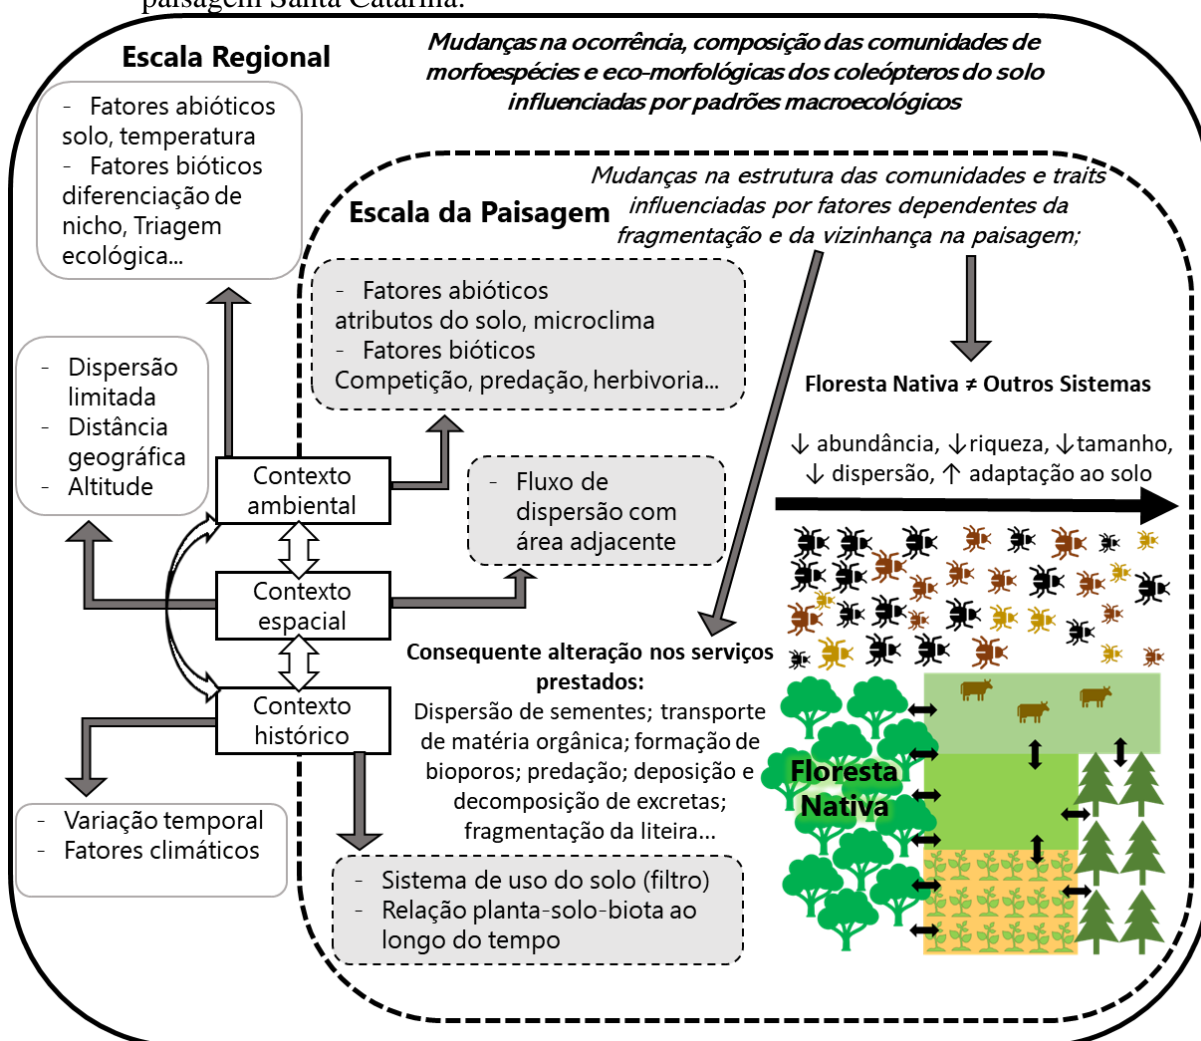 paisagem Santa Catarina.
Escala Regional
Mudanças na ocorrência, composição das comunidades de
morfoespécies e eco-morfológicas dos coleópteros do solo
influenciadas por padrões macroecológicos
- Fatores abióticos
solo, temperatura
- Fatores bióticos
diferenciação de
nicho, Triagem
ecológica...
Escala da Paisagem
Mudanças na estrutura das comunidades e traits
influenciadas por fatores dependentes da
fragmentação e da vizinhança na paisagem;
- Fatores abióticos
atributos do solo, microclima
- Fatores bióticos
Competição, predação, herbivoria...
- Dispersão
limitada
- Distância
geográfica
- Altitude
Floresta Nativa ≠ Outros Sistemas
↓ abundância, ↓riqueza, ↓tamanho,
↓ dispersão, ↑ adaptação ao solo
Contexto
ambiental
- Fluxo de
dispersão com
área adjacente
Contexto
espacial
Consequente alteração nos serviços
prestados:
Dispersão de sementes; transporte
de matéria orgânica; formação de
bioporos; predação; deposição e
decomposição de excretas;
fragmentação da liteira...
Contexto
histórico
Floresta
Nativa
- Variação temporal
- Fatores climáticos
- Sistema de uso do solo (filtro)
- Relação planta-solo-biota ao
longo do tempo